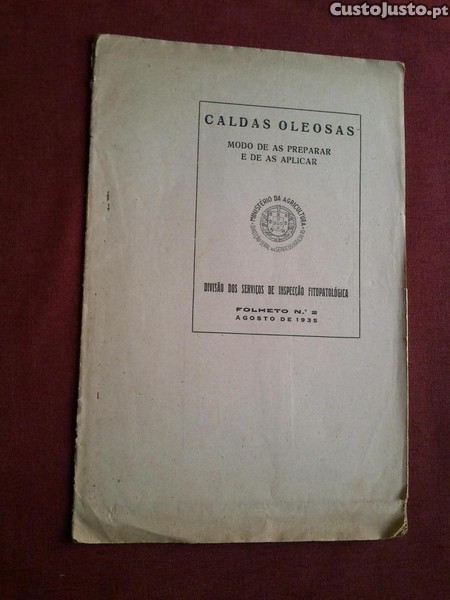 CustoJusto.pt
CALDAS OLEOSAS
MODO DE AS PREPARAR
E DE AS APLICAR
MINISTÉRIO DA AGRICULTURA
DIVISÃO DOS SERVIÇOS DE INSPECÇÃO FITOPATOLÓGICA
FOLHETO N.º 2
AGOSTO DE 1935